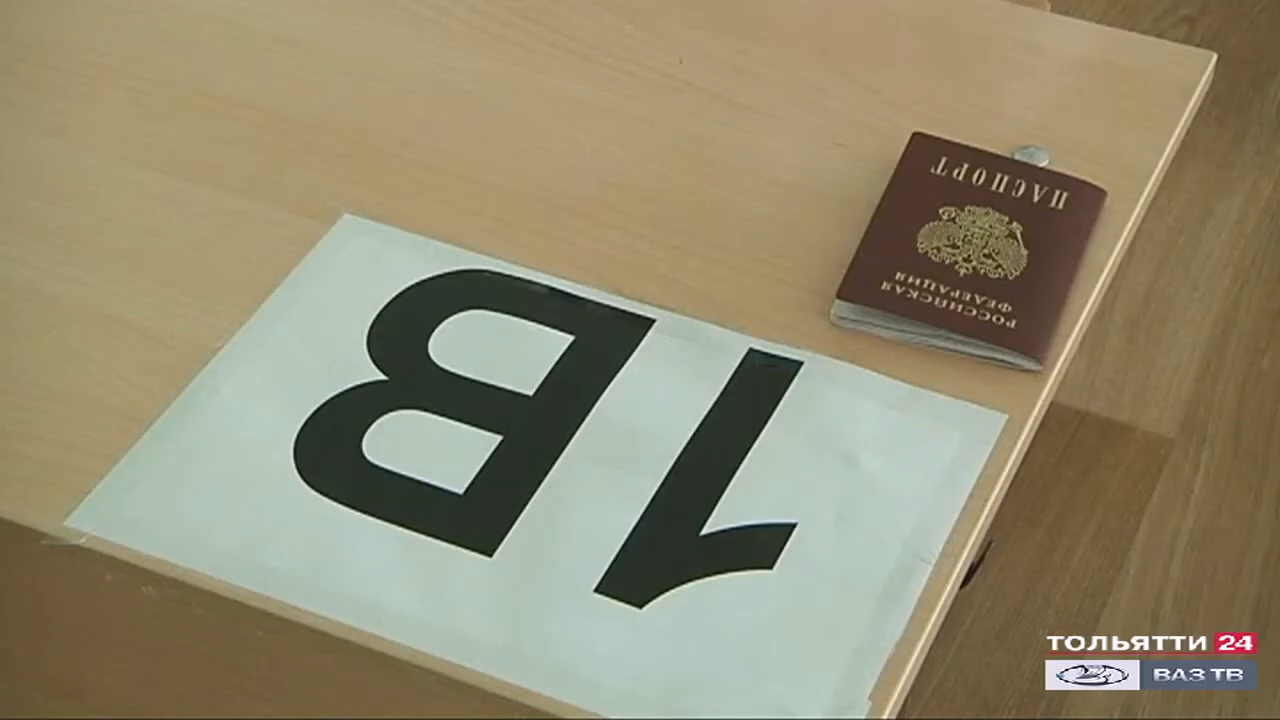 1В
РОССИЙСКАЯ
ФЕДЕРАЦИЯ
ПАСПОРТ
ТОЛЬЯТТИ 24
ВАЗ ТВ